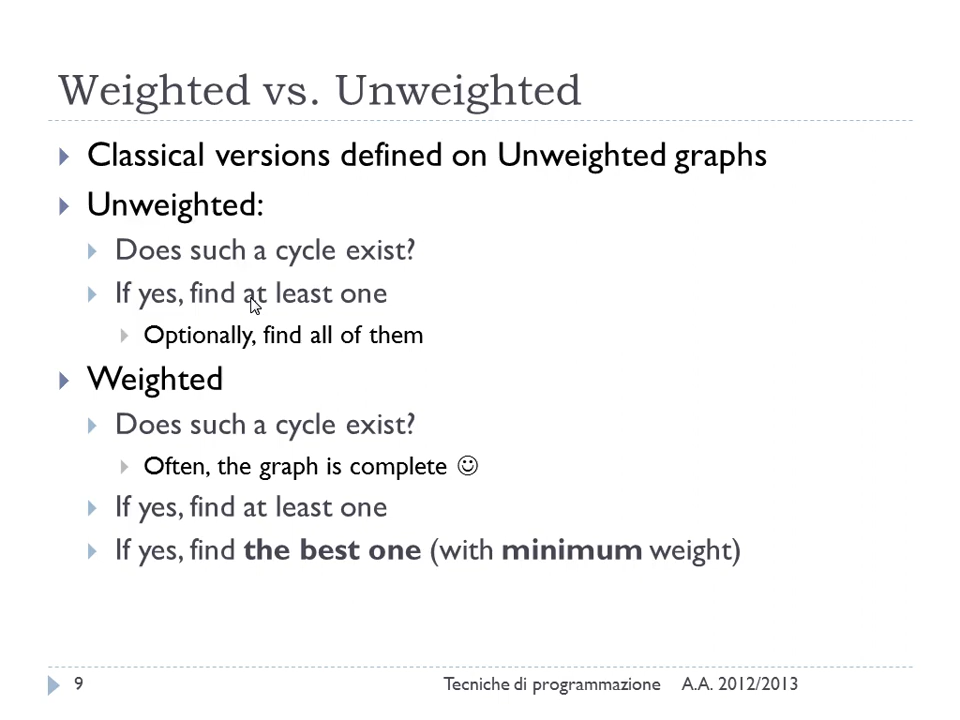 Weighted vs. Unweighted
Classical versions defined on Unweighted graphs
Unweighted:
Does such a cycle exist?
If yes, find at least one
Optionally, find all of them
Weighted
Does such a cycle exist?
Often, the graph is complete ☺
If yes, find at least one
If yes, find the best one (with minimum weight)
9 Tecniche di programmazione A.A. 2012/2013